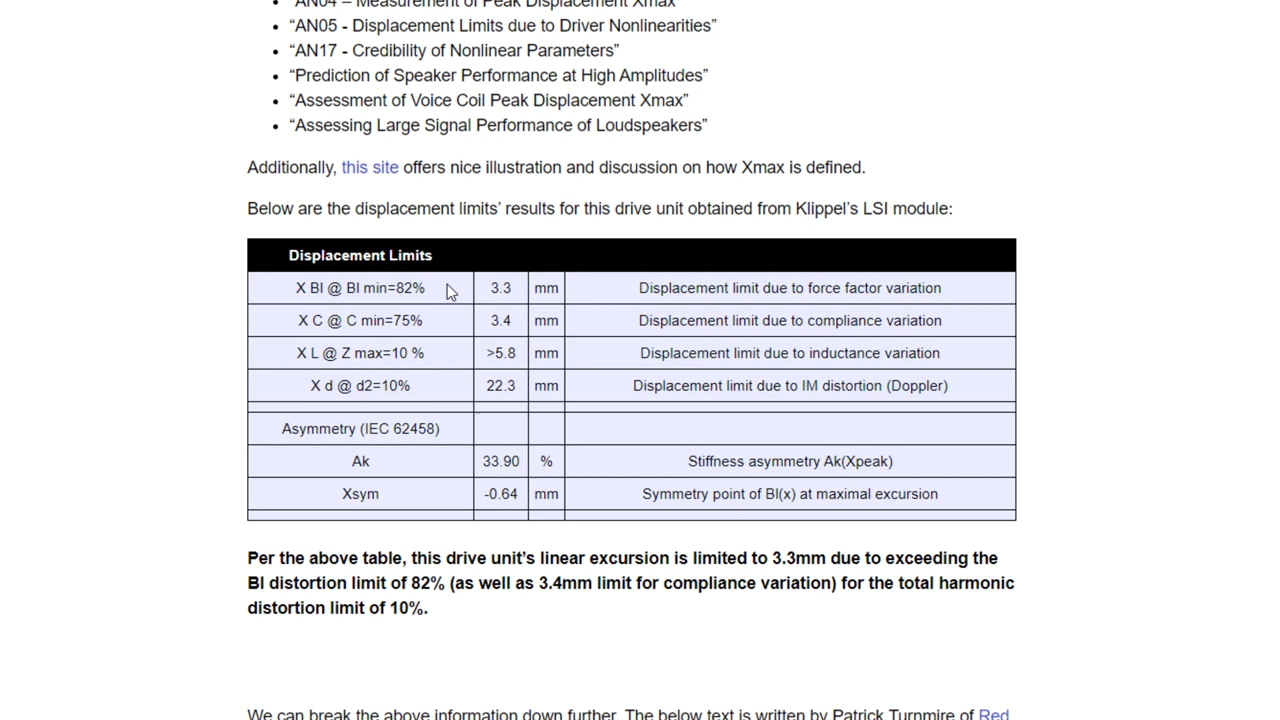 “AN04 – Measurement of Peak Displacement Xmax”
“AN05 - Displacement Limits due to Driver Nonlinearities”
“AN17 - Credibility of Nonlinear Parameters”
“Prediction of Speaker Performance at High Amplitudes”
“Assessment of Voice Coil Peak Displacement Xmax”
“Assessing Large Signal Performance of Loudspeakers”
Additionally, this site offers nice illustration and discussion on how Xmax is defined.
Below are the displacement limits’ results for this drive unit obtained from Klippel’s LSI module:
Displacement Limits
X Bl @ Bl min=82% 3.3 mm Displacement limit due to force factor variation
X C @ C min=75% 3.4 mm Displacement limit due to compliance variation
X L @ Z max=10 % >5.8 mm Displacement limit due to inductance variation
X d @ d2=10% 22.3 mm Displacement limit due to IM distortion (Doppler)
Asymmetry (IEC 62458)
Ak 33.90 % Stiffness asymmetry Ak(Xpeak)
Xsym -0.64 mm Symmetry point of Bl(x) at maximal excursion
Per the above table, this drive unit’s linear excursion is limited to 3.3mm due to exceeding the
Bl distortion limit of 82% (as well as 3.4mm limit for compliance variation) for the total harmonic
distortion limit of 10%.
We can break the above information down further. The below text is written by Patrick Turnmire of Red